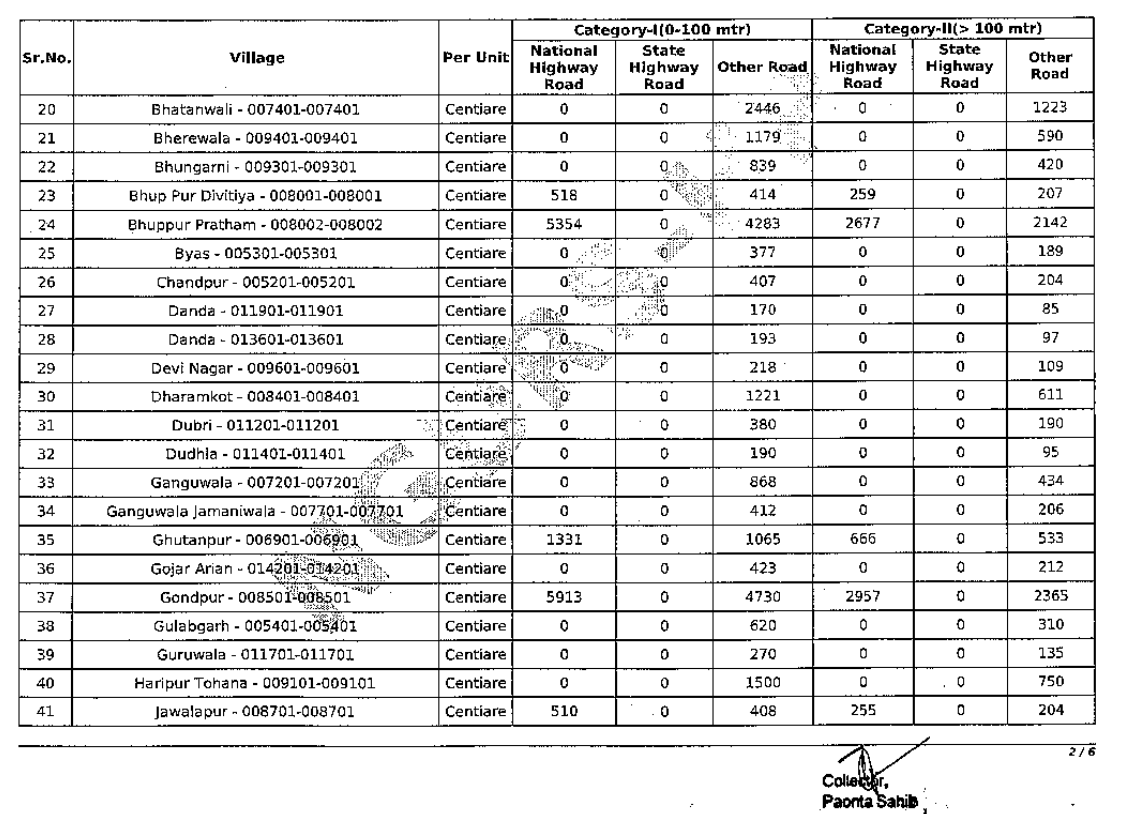 Sr.No. Village Per Unit Category-I(0-100 mtr) Category-II(> 100 mtr)
National Highway Road State Highway Road Other Road National Highway Road State Highway Road Other Road
20 Bhatanwali - 007401-007401 Centiare 0 0 2446 0 0 1223
21 Bherewala - 009401-009401 Centiare 0 0 1179 0 0 590
22 Bhungarni - 009301-009301 Centiare 0 0 839 0 0 420
23 Bhup Pur Divitiya - 008001-008001 Centiare 518 0 414 259 0 207
24 Bhuppur Pratham - 008002-008002 Centiare 5354 0 4283 2677 0 2142
25 Byas - 005301-005301 Centiare 0 0 377 0 0 189
26 Chandpur - 005201-005201 Centiare 0 0 407 0 0 204
27 Danda - 011901-011901 Centiare 0 0 170 0 0 85
28 Danda - 013601-013601 Centiare 0 0 193 0 0 97
29 Devi Nagar - 009601-009601 Centiare 0 0 218 0 0 109
30 Dharamkot - 008401-008401 Centiare 0 0 1221 0 0 611
31 Dubri - 011201-011201 Centiare 0 0 380 0 0 190
32 Dudhla - 011401-011401 Centiare 0 0 190 0 0 95
33 Ganguwala - 007201-007201 Centiare 0 0 868 0 0 434
34 Ganguwala Jamaniwala - 007701-007701 Centiare 0 0 412 0 0 206
35 Ghutanpur - 006901-006901 Centiare 1331 0 1065 666 0 533
36 Gojar Arian - 014201-014201 Centiare 0 0 423 0 0 212
37 Gondpur - 008501-008501 Centiare 5913 0 4730 2957 0 2365
38 Gulabgarh - 005401-005401 Centiare 0 0 620 0 0 310
39 Guruwala - 011701-011701 Centiare 0 0 270 0 0 135
40 Haripur Tohana - 009101-009101 Centiare 0 0 1500 0 0 750
41 Jawalapur - 008701-008701 Centiare 510 0 408 255 0 204
2 / 6
Collector,
Paonta Sahib